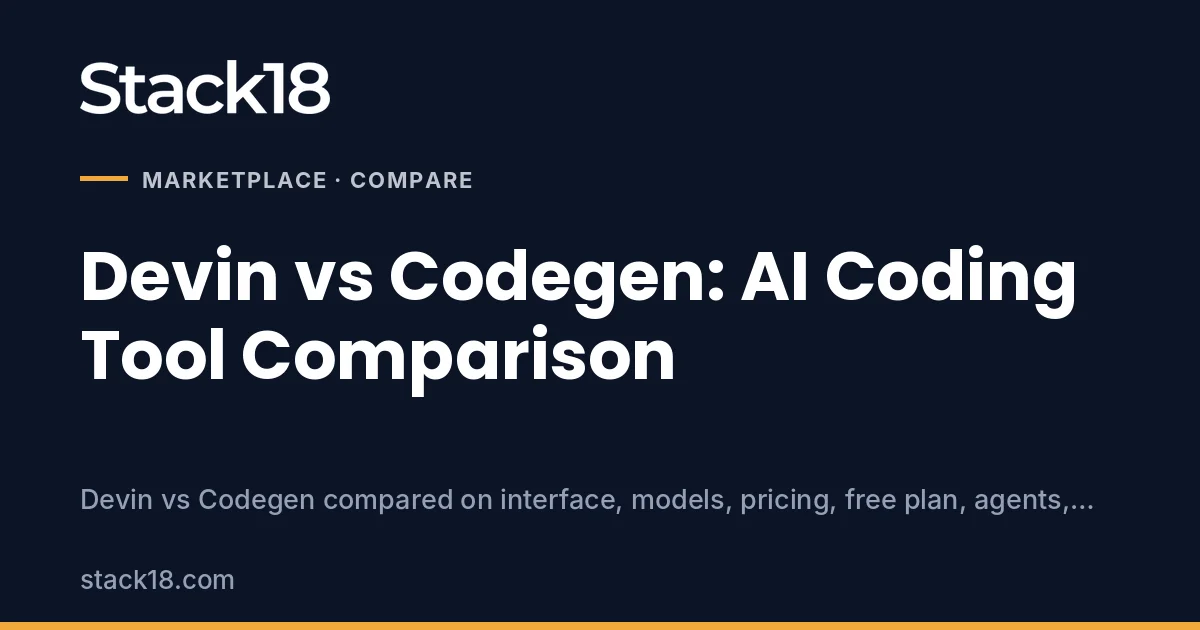 Stack18
MARKETPLACE · COMPARE
Devin vs Codegen: AI Coding
Tool Comparison
Devin vs Codegen compared on interface, models, pricing, free plan, agents,...
stack18.com